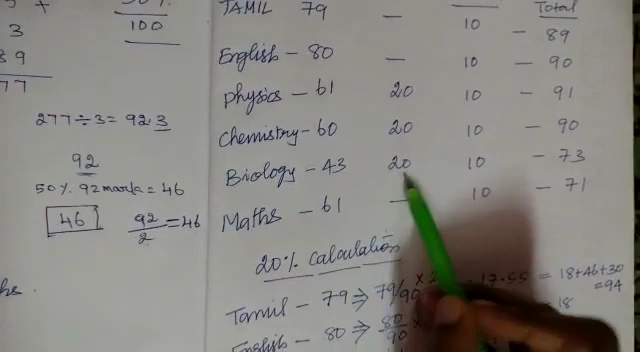 50%
100
+
3
39
77
277 ÷ 3 = 92.3
92
50% 92 mark = 46
46 92/2 = 46
Total
TAMIL 79 — 10 — 89
English - 80 — 10 — 90
Physics - 61 20 10 - 91
Chemistry - 60 20 10 - 90
Biology - 43 20 10 - 73
Maths - 61 — 10 - 71
20% Calculation
Tamil - 79 ⇒ 79/90 × 17.55 = 18+46+30
= 94
English - 80 ⇒ 80/90 × 18